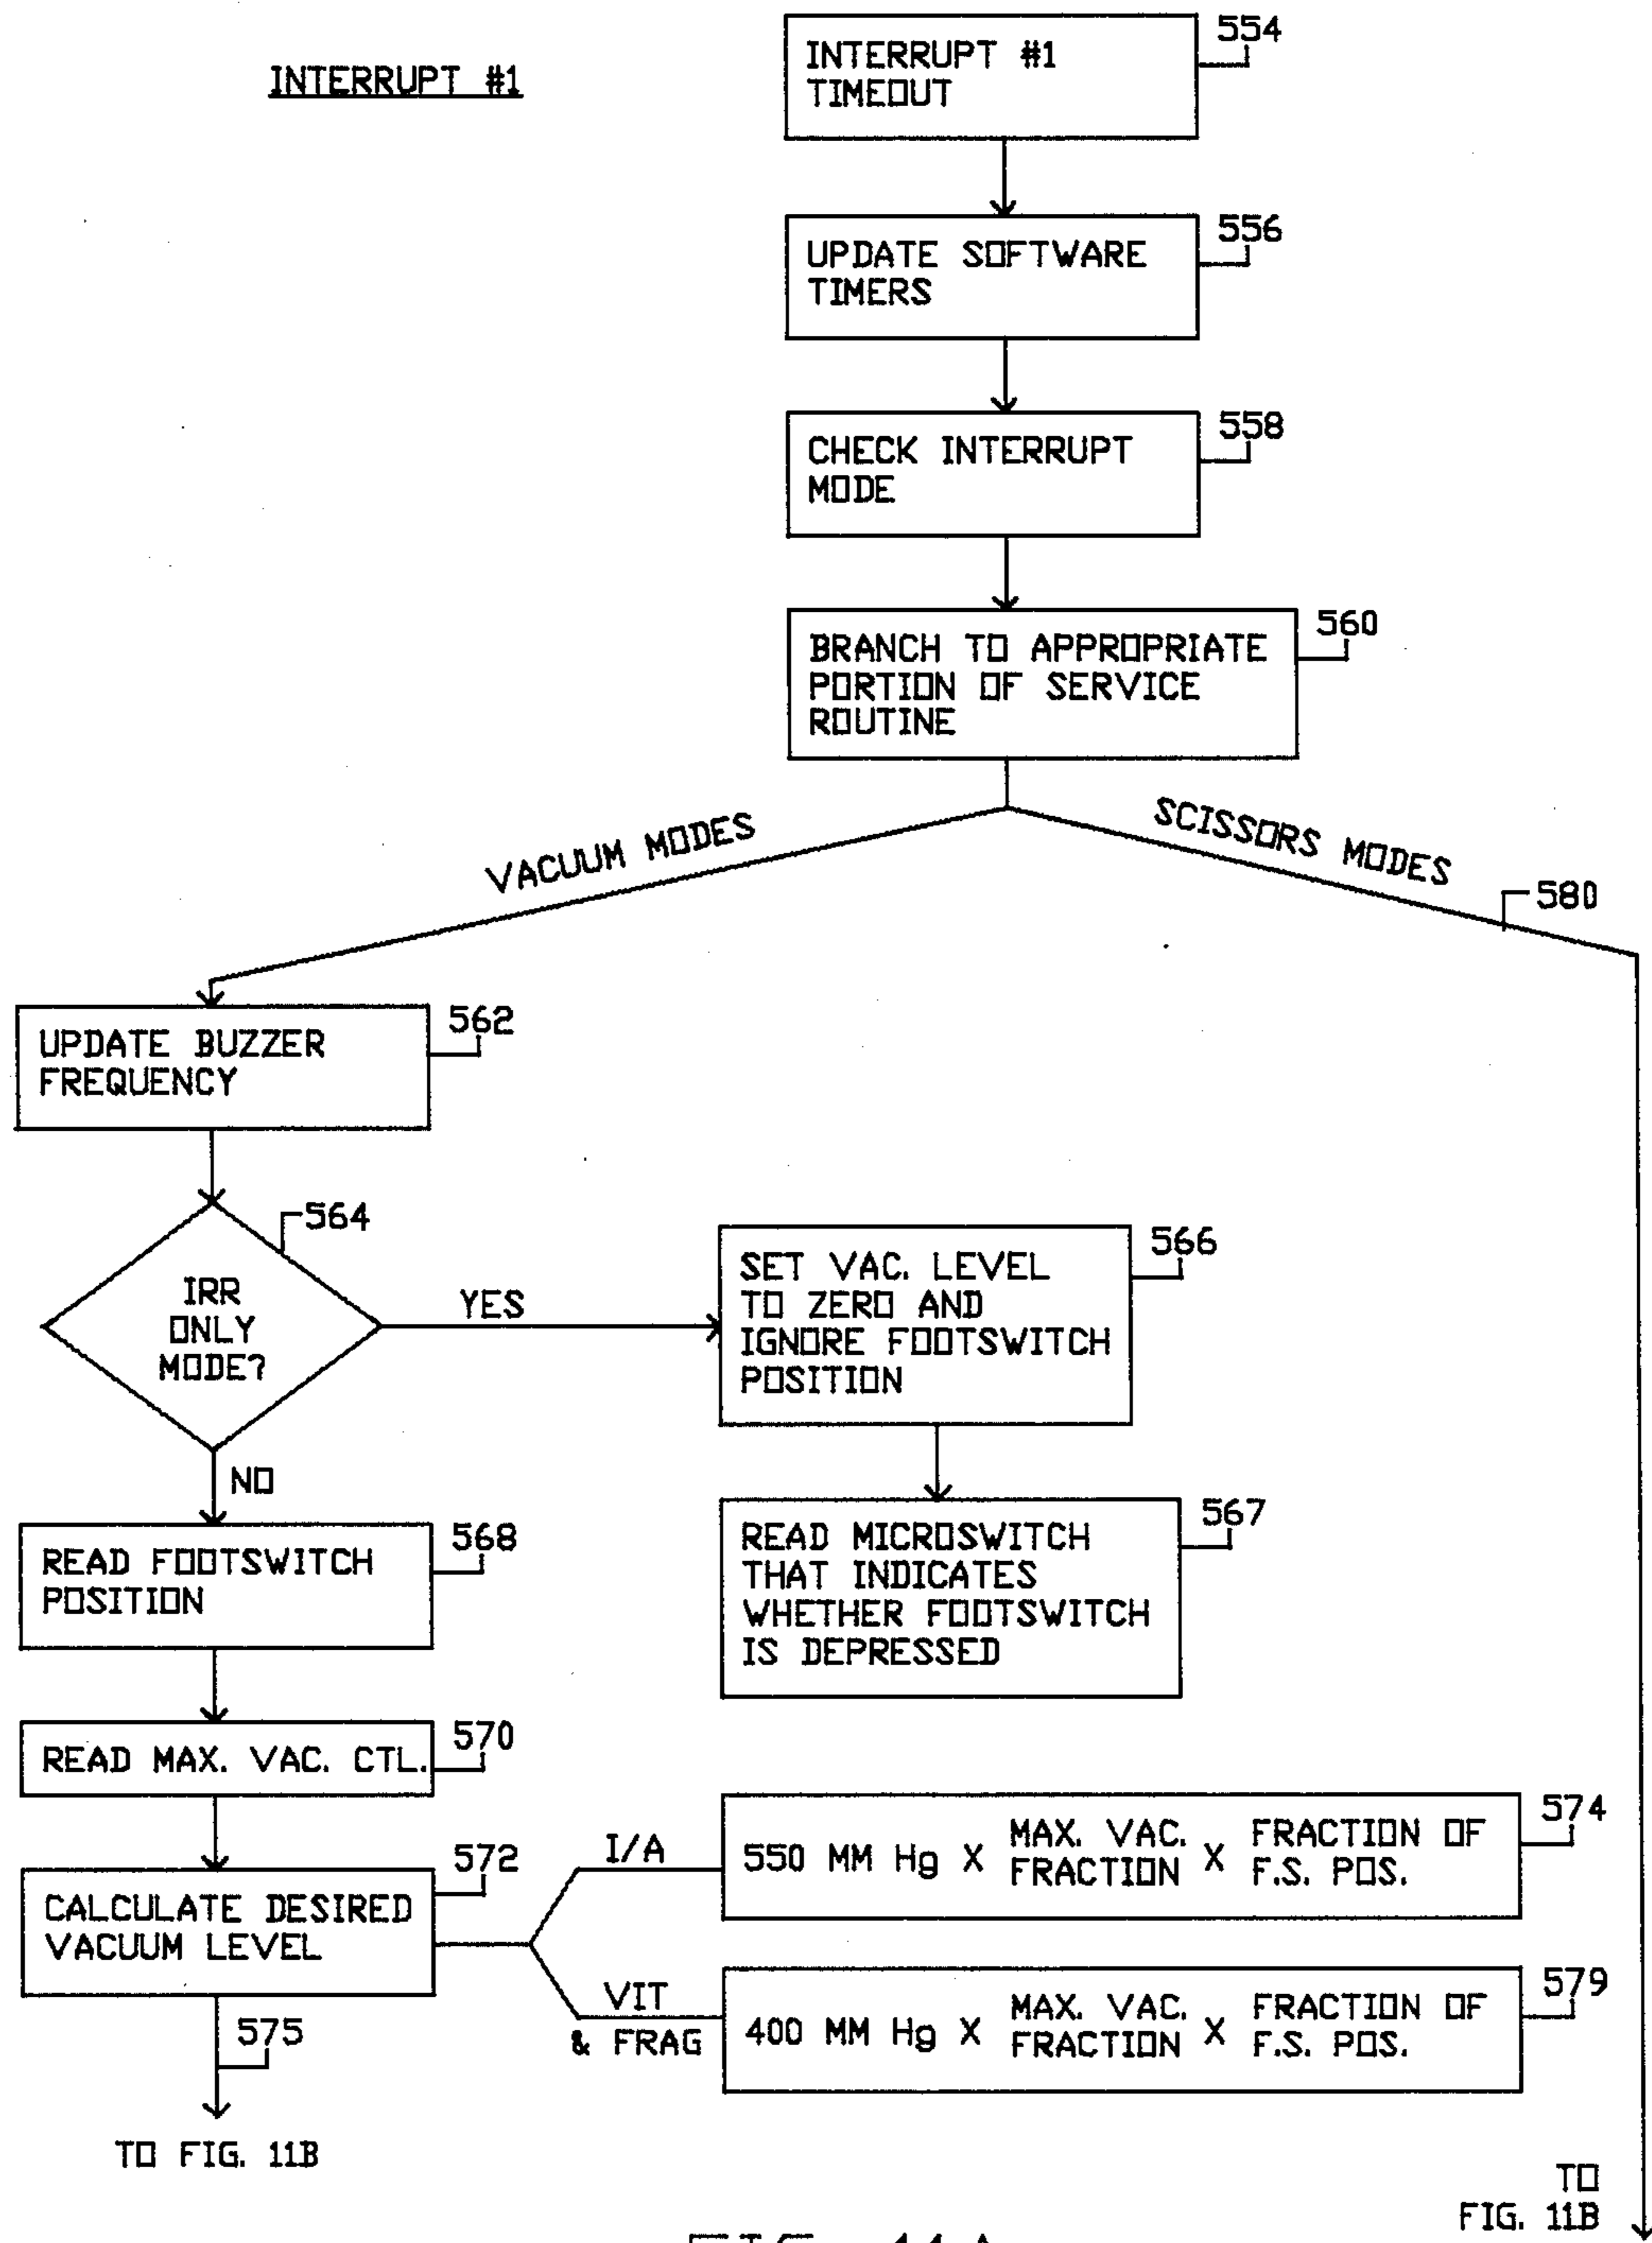 INTERRUPT #1
INTERRUPT #1
TIMEOUT
554
UPDATE SOFTWARE
TIMERS
556
CHECK INTERRUPT
MODE
558
BRANCH TO APPROPRIATE
PORTION OF SERVICE
ROUTINE
560
VACUUM MODES
SCISSORS MODES
580
UPDATE BUZZER
FREQUENCY
562
IRR
ONLY
MODE?
564
YES
NO
SET VAC. LEVEL
TO ZERO AND
IGNORE FOOTSWITCH
POSITION
566
READ MICROSWITCH
THAT INDICATES
WHETHER FOOTSWITCH
IS DEPRESSED
567
READ FOOTSWITCH
POSITION
568
READ MAX. VAC. CTL.
570
CALCULATE DESIRED
VACUUM LEVEL
572
I/A
550 MM Hg X MAX. VAC. FRACTION X FRACTION OF F.S. POS.
574
VIT
& FRAG
400 MM Hg X MAX. VAC. FRACTION X FRACTION OF F.S. POS.
579
575
TO FIG. 11B
TO
FIG. 11B
FIG. 11A